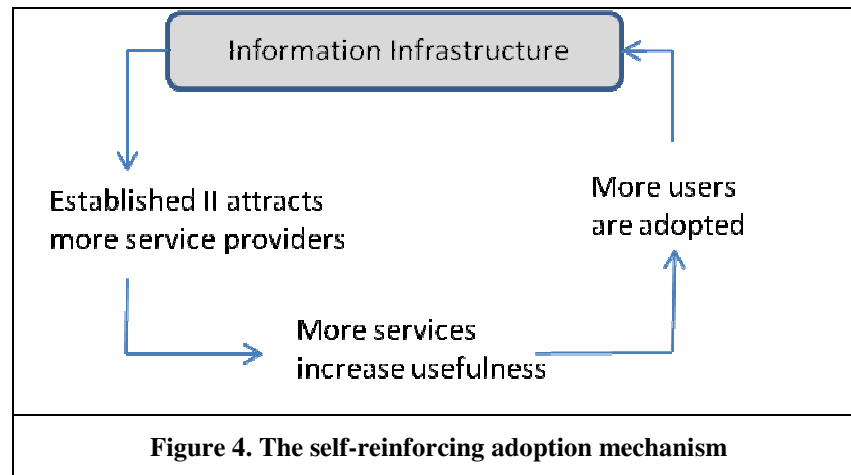 Information Infrastructure
Established II attracts
more service providers
More users
are adopted
More services
increase usefulness
Figure 4. The self-reinforcing adoption mechanism